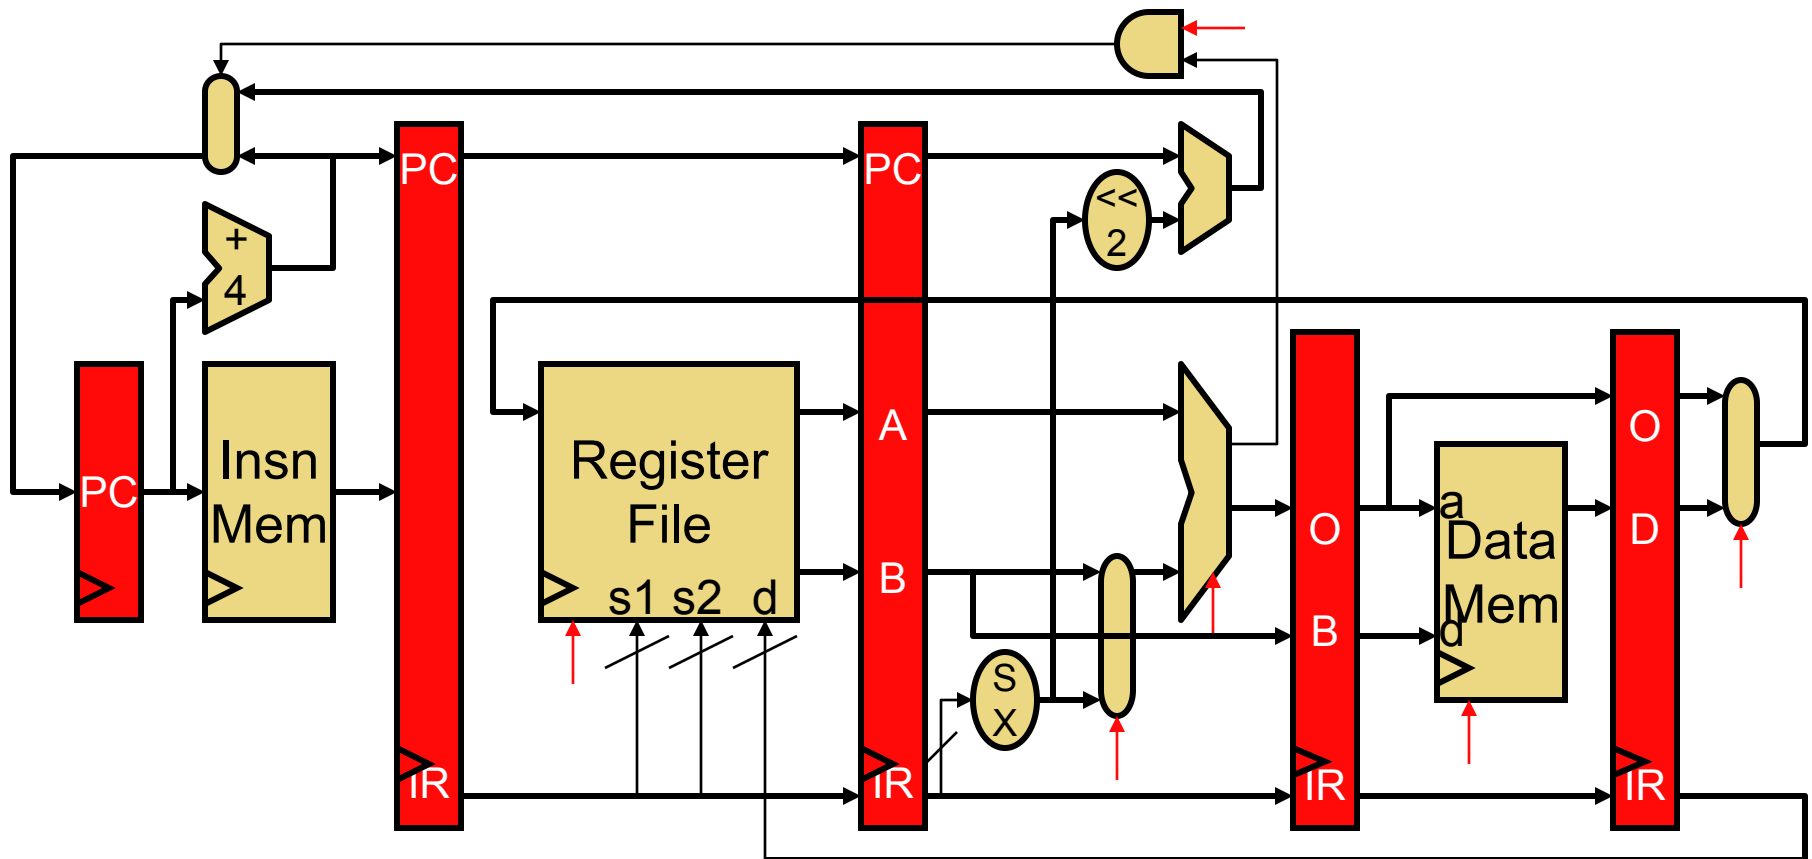 PC
PC
<<
2
+
4
PC
Insn
Mem
Register
File
s1 s2 d
A
B
S
X
O
B
a
Data
Mem
d
O
D
IR
IR
IR
IR